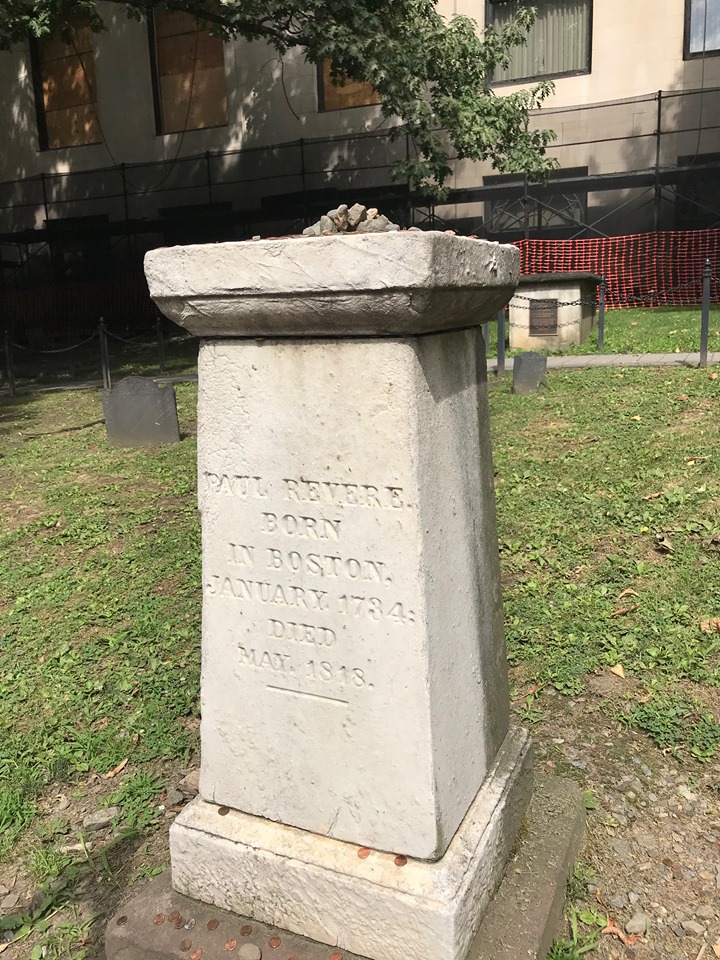 PAUL REVERE.
BORN
IN BOSTON,
JANUARY, 1734:
DIED
MAY, 1818.